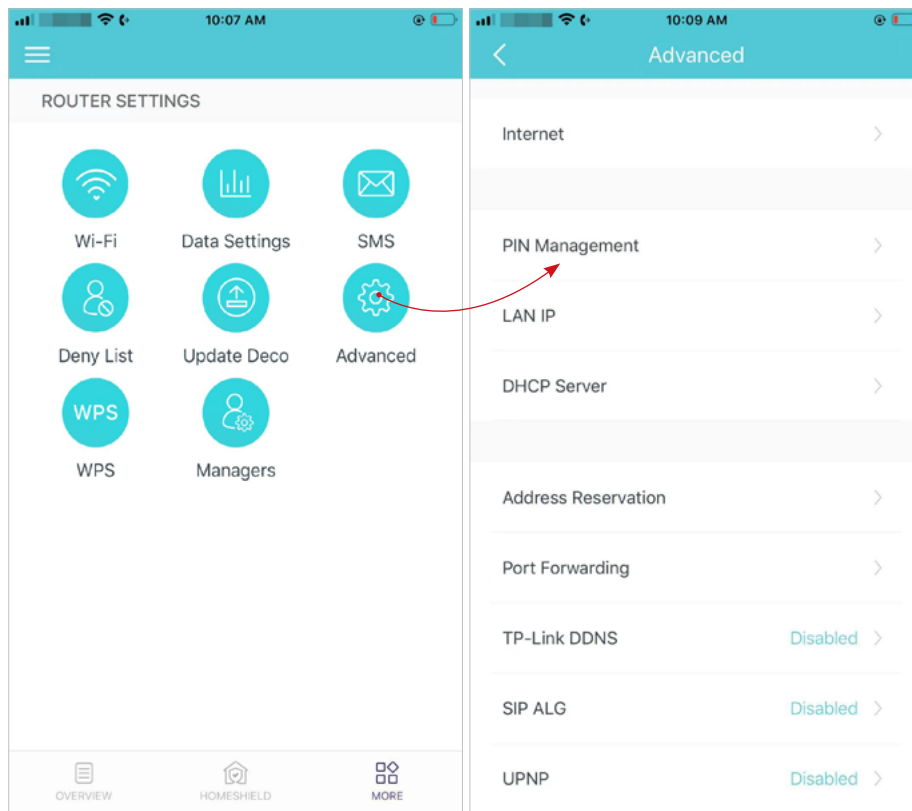 10:07 AM
ROUTER SETTINGS
Wi-Fi
Data Settings
SMS
Deny List
Update Deco
Advanced
WPS
WPS
Managers
OVERVIEW
HOMESHIELD
MORE
10:09 AM
Advanced
Internet
PIN Management
LAN IP
DHCP Server
Address Reservation
Port Forwarding
TP-Link DDNS Disabled
SIP ALG Disabled
UPNP Disabled